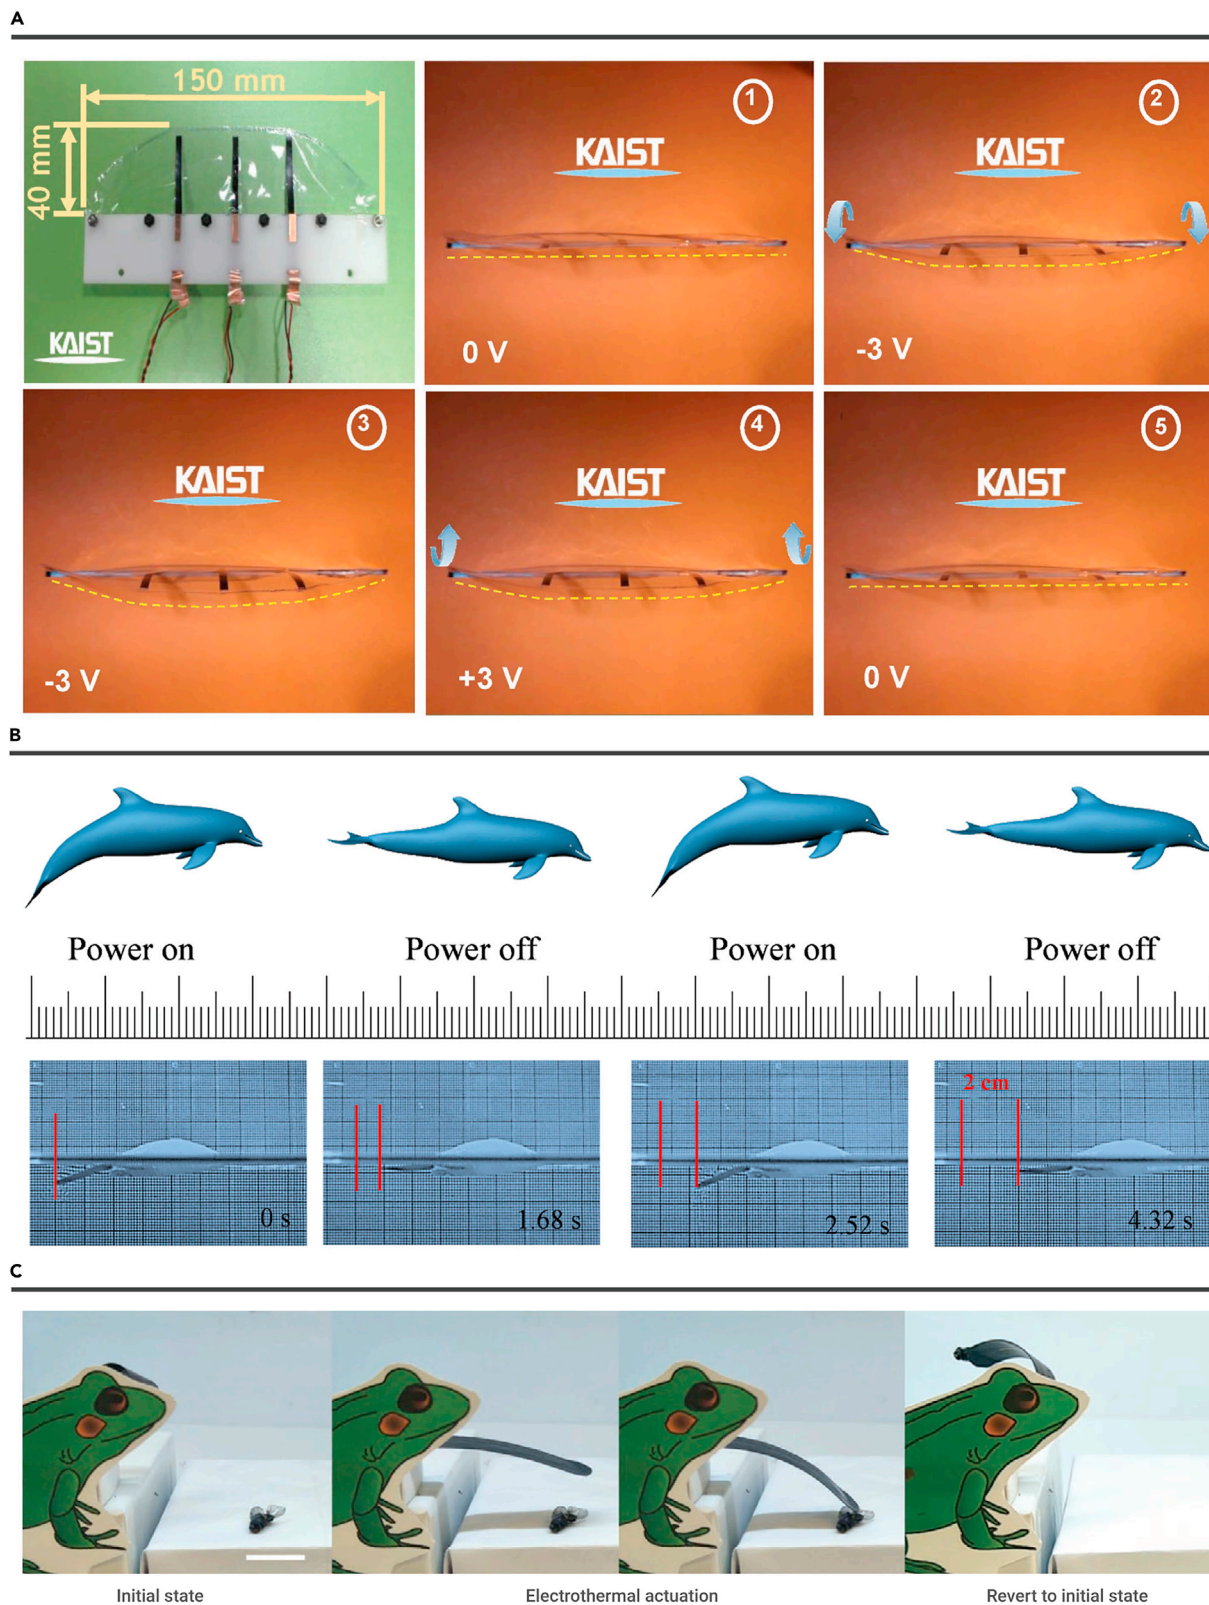 A
150 mm
40 mm
KAIST
KAIST
1
0 V
KAIST
2
-3 V
KAIST
3
-3 V
KAIST
4
+3 V
KAIST
5
0 V
B
Power on
Power off
Power on
Power off
0 s
1.68 s
2.52 s
2 cm
4.32 s
C
Initial state
Electrothermal actuation
Revert to initial state